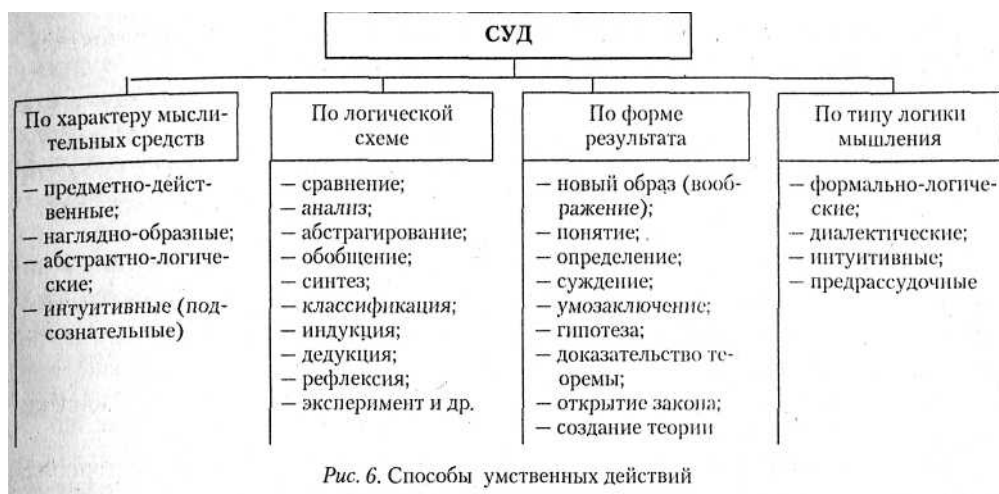 СУД
По характеру мысли-
тельных средств
— предметно-дейст-
венные;
— наглядно-образные;
— абстрактно-логиче-
ские;
— интуитивные (под-
сознательные)
По логической
схеме
— сравнение;
— анализ;
— абстрагирование;
— обобщение;
— синтез;
— классификация;
— индукция;
— дедукция;
— рефлексия;
— эксперимент и др.
По форме
результата
— новый образ (вооб-
ражение);
— понятие;
— определение;
— суждение;
— умозаключение;
— гипотеза;
— доказательство те-
оремы;
— открытие закона;
— создание теории
По типу логики
мышления
— формально-логиче-
ские;
— диалектические;
— интуитивные;
— предрассудочные
Рис. 6. Способы умственных действий